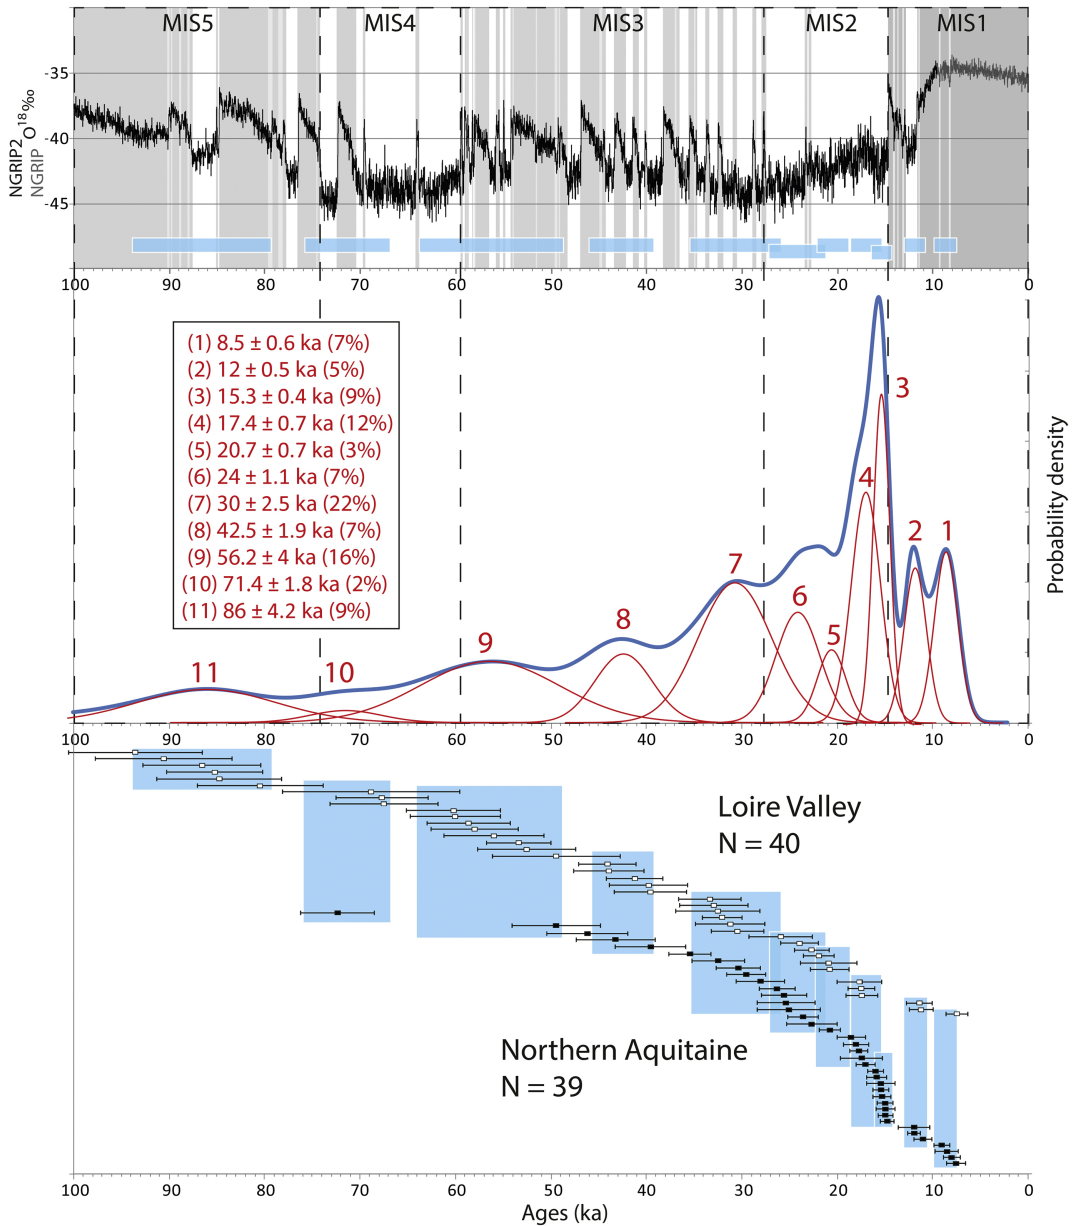 MIS5 MIS4 MIS3 MIS2 MIS1
-35
-40
-45
NGRIP2
NGRIP O18‰
100 90 80 70 60 50 40 30 20 10 0
(1) 8.5 ± 0.6 ka (7%)
(2) 12 ± 0.5 ka (5%)
(3) 15.3 ± 0.4 ka (9%)
(4) 17.4 ± 0.7 ka (12%)
(5) 20.7 ± 0.7 ka (3%)
(6) 24 ± 1.1 ka (7%)
(7) 30 ± 2.5 ka (22%)
(8) 42.5 ± 1.9 ka (7%)
(9) 56.2 ± 4 ka (16%)
(10) 71.4 ± 1.8 ka (2%)
(11) 86 ± 4.2 ka (9%)
11 10 9 8 7 6 5 4 3 2 1
Probability density
100 90 80 70 60 50 40 30 20 10 0
Loire Valley
N = 40
Northern Aquitaine
N = 39
100 90 80 70 60 50 40 30 20 10 0
Ages (ka)